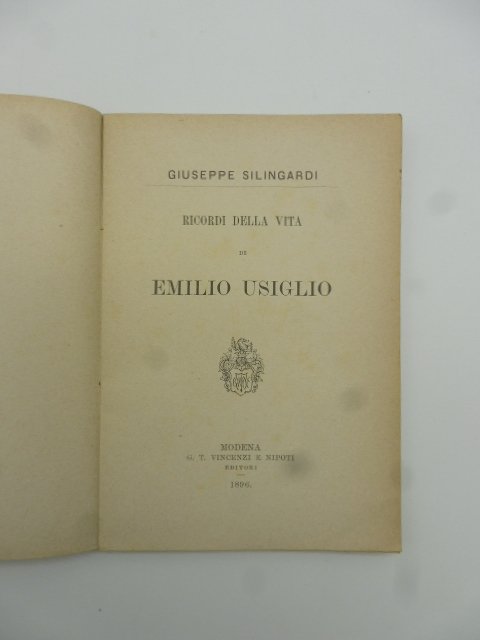 GIUSEPPE SILINGARDI
RICORDI DELLA VITA
DI
EMILIO USIGLIO
MODENA
G. T. VINCENZI E NIPOTI
EDITORI
1896.